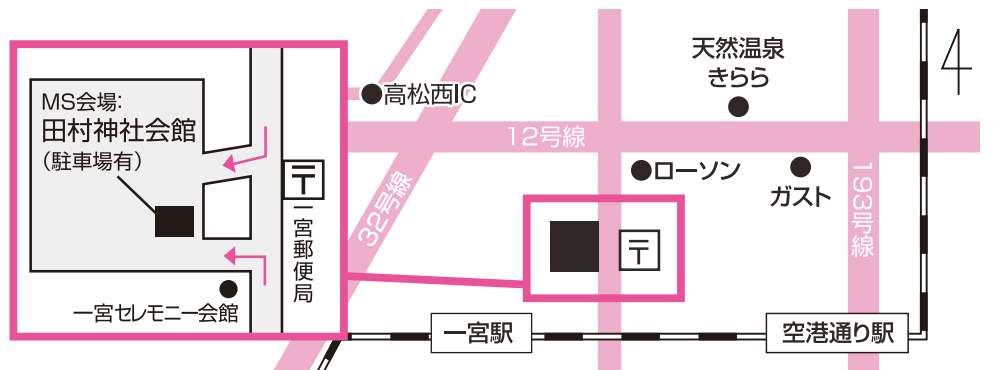 MS会場:
田村神社会館
（駐車場有）
〒
一宮郵便局
一宮セレモニー会館
高松西IC
32号線
12号線
ローソン
〒
天然温泉
きらら
ガスト
193号線
一宮駅
空港通り駅
4